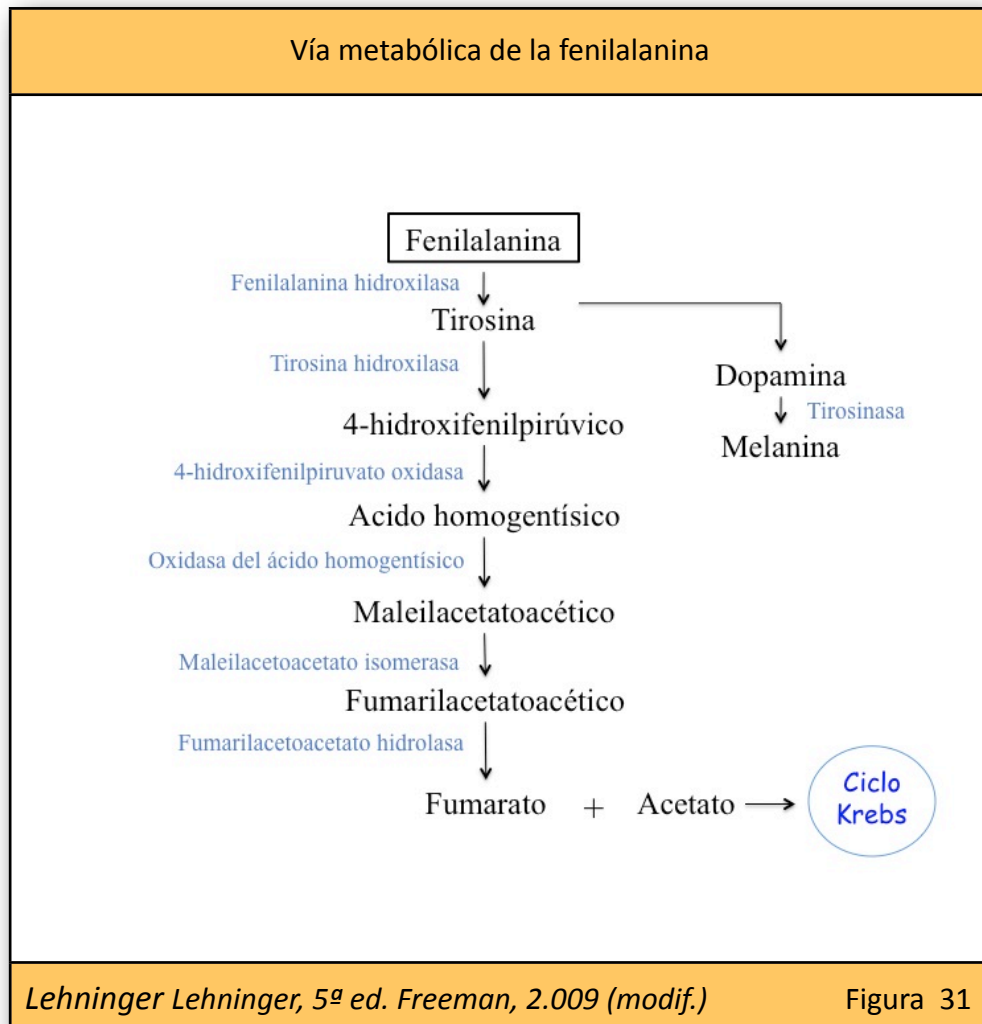 Vía metabólica de la fenilalanina
Fenilalanina
Fenilalanina hidroxilasa
Tirosina
Tirosina hidroxilasa
Dopamina
Tirosinasa
4-hidroxifenilpirúvico
Melanina
4-hidroxifenilpiruvato oxidasa
Acido homogentísico
Oxidasa del ácido homogentísico
Maleilacetatoacético
Maleilacetoacetato isomerasa
Fumarilacetatoacético
Fumarilacetoacetato hidrolasa
Fumarato + Acetato
Ciclo
Krebs
Lehninger Lehninger, 5ª ed. Freeman, 2.009 (modif.) Figura 31